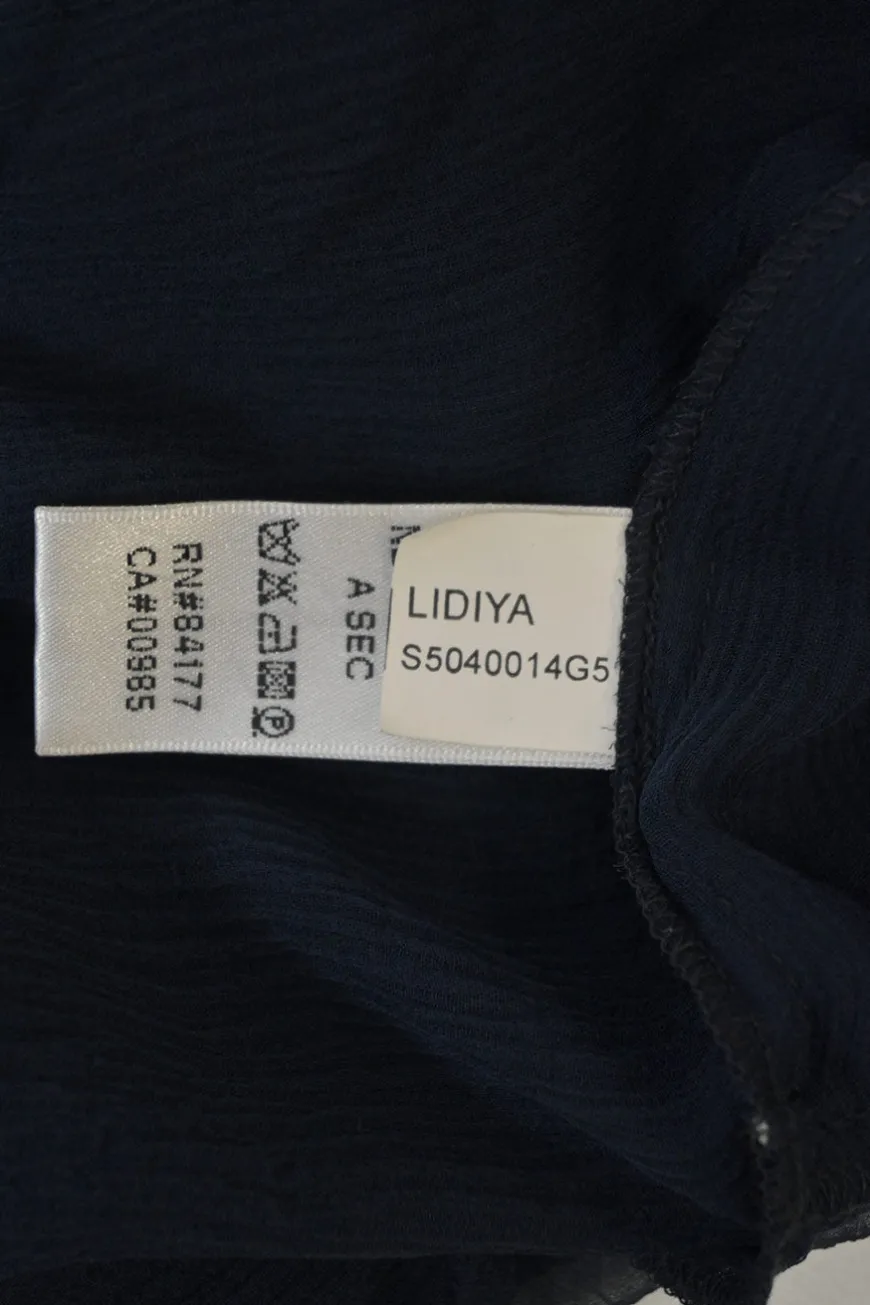 LIDIYA
S5040014G5
A SEC
RN#84177
CA#00985